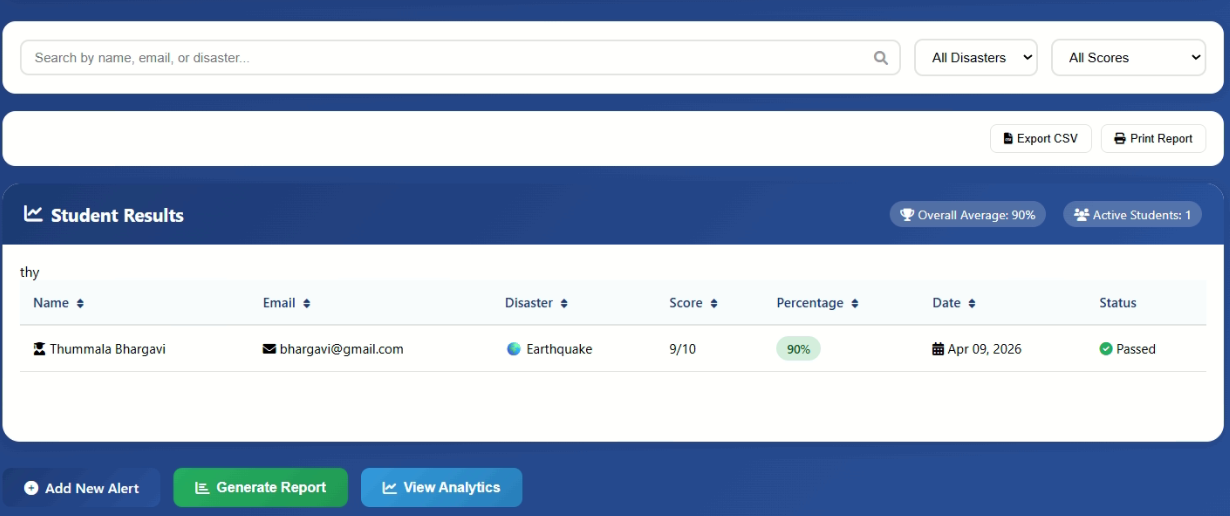 Search by name, email, or disaster... All Disasters All Scores
Export CSV Print Report
Student Results Overall Average: 90% Active Students: 1
thy
Name Email Disaster Score Percentage Date Status
Thummala Bhargavi bhargavi@gmail.com Earthquake 9/10 90% Apr 09, 2026 Passed
Add New Alert Generate Report View Analytics